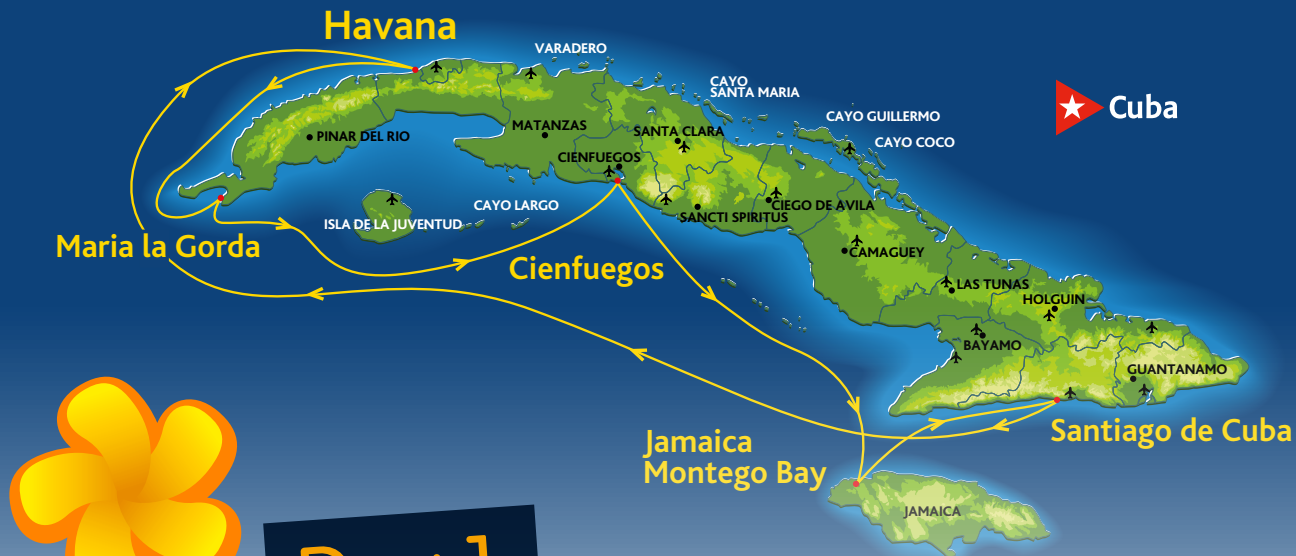 Havana
VARADERO
CAYO
SANTA MARIA
Cuba
CAYO GUILLERMO
CAYO COCO
PINAR DEL RIO
MATANZAS
SANTA CLARA
CIENFUEGOS
ISLA DE LA JUVENTUD
CAYO LARGO
SANCTI SPIRITUS
CIEGO DE AVILA
Maria la Gorda
Cienfuegos
CAMAGUEY
LAS TUNAS
HOLGUIN
BAYAMO
GUANTANAMO
Santiago de Cuba
Jamaica
Montego Bay
JAMAICA